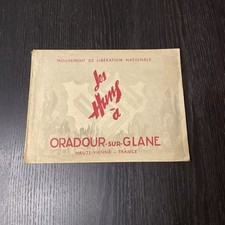 MOUVEMENT DE LIBÉRATION NATIONALE
Les
Huns
à
ORADOUR-SUR-GLANE
HAUTE-VIENNE - FRANCE